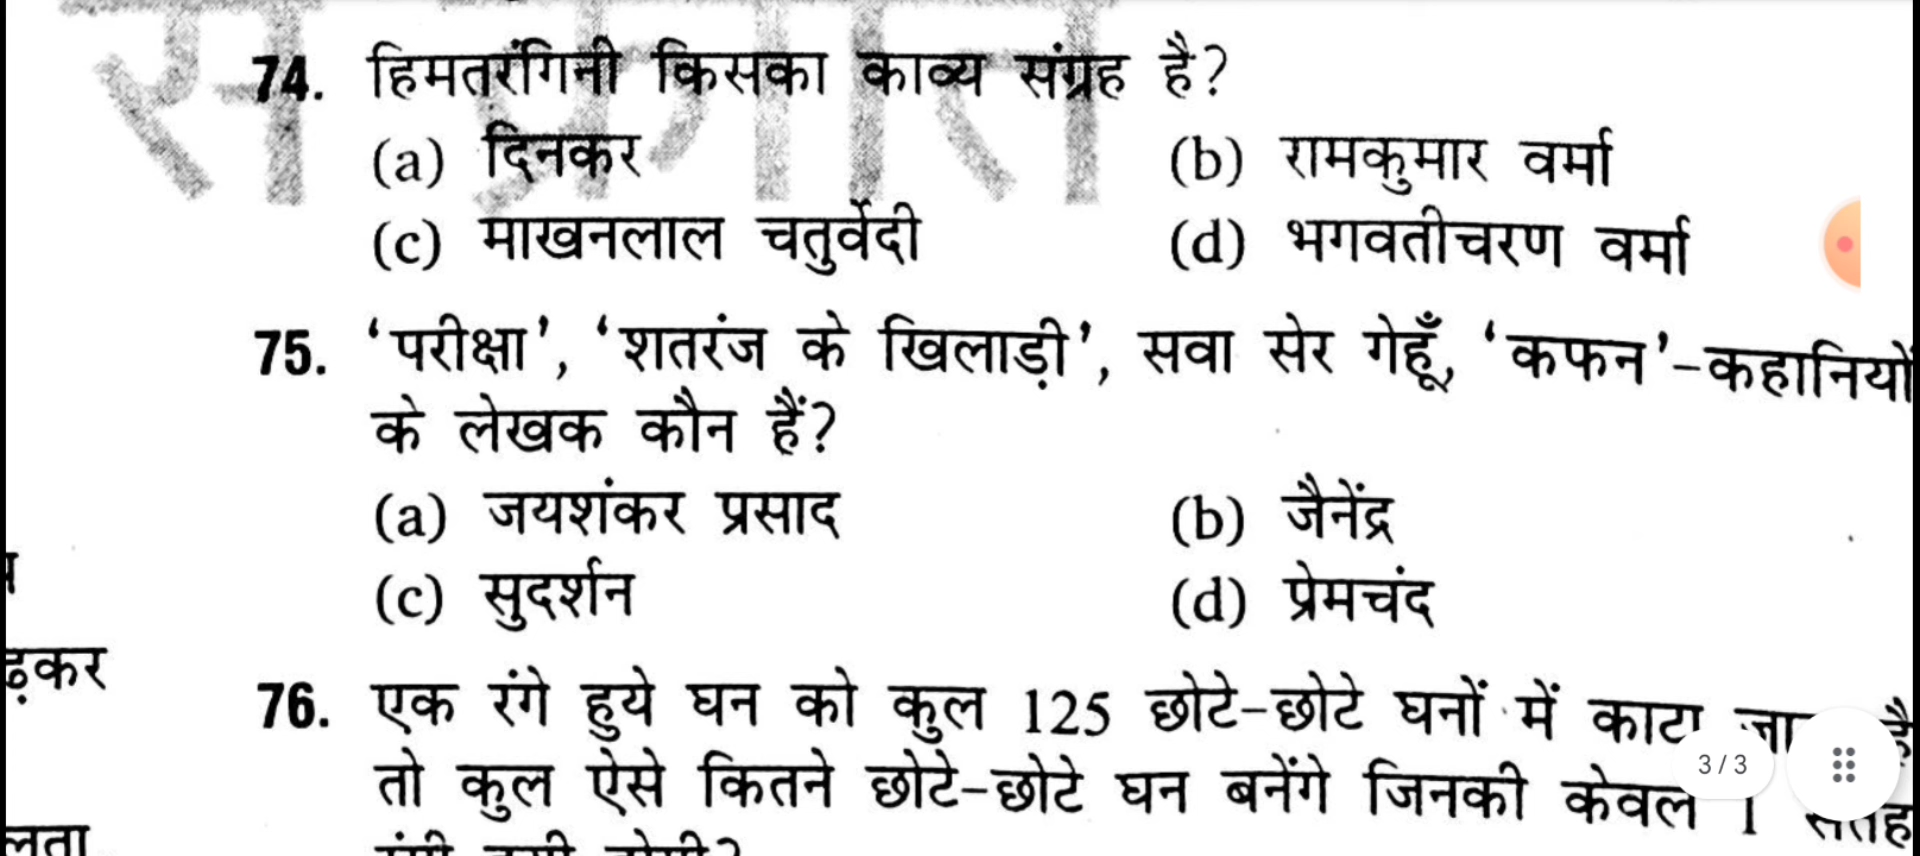 74. हिमतरंगिनी किसका काव्य संग्रह है?
(a) दिनकर (b) रामकुमार वर्मा
(c) माखनलाल चतुर्वेदी (d) भगवतीचरण वर्मा
75. ‘परीक्षा’, ‘शतरंज के खिलाड़ी’, सवा सेर गेहूँ, ‘कफन’-कहानियों
के लेखक कौन हैं?
(a) जयशंकर प्रसाद (b) जैनेंद्र
(c) सुदर्शन (d) प्रेमचंद
ढ़कर
76. एक रंगे हुये घन को कुल 125 छोटे-छोटे घनों में काटा है
3 / 3
तो कुल ऐसे कितने छोटे-छोटे घन बनेंगे जिनकी केवल 1 सतह